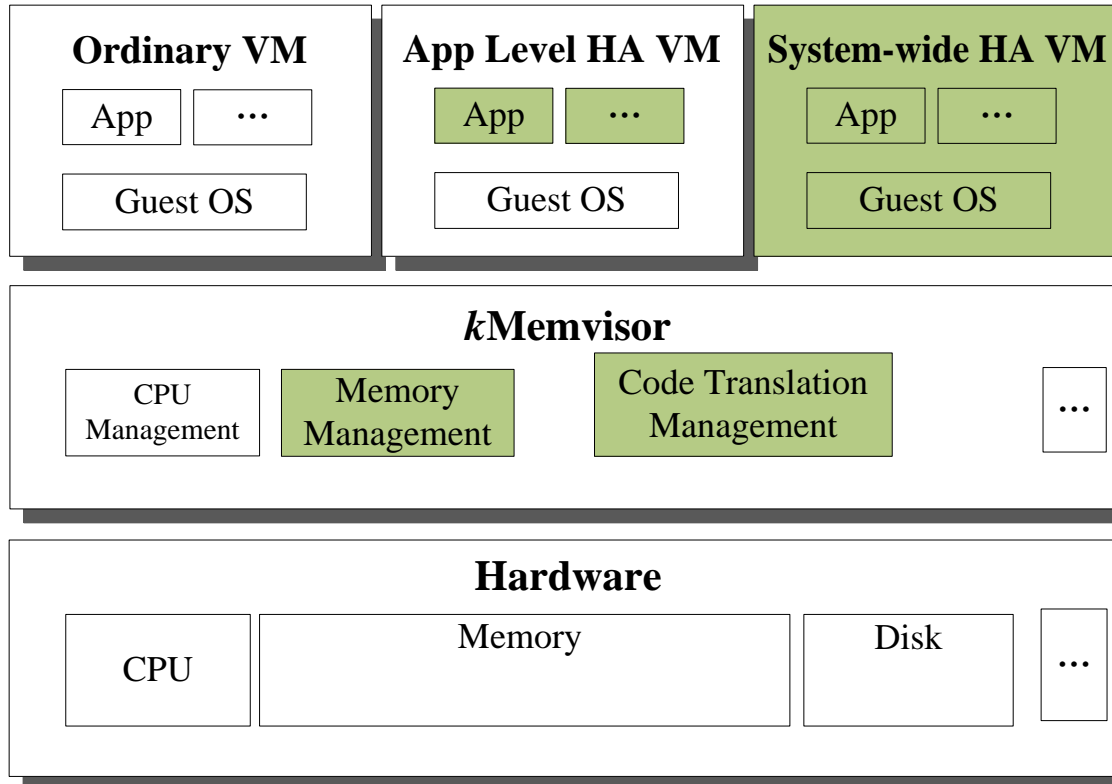 Ordinary VM
App
...
Guest OS
App Level HA VM
App
...
Guest OS
System-wide HA VM
App
...
Guest OS
kMemvisor
CPU
Management
Memory
Management
Code Translation
Management
...
Hardware
CPU
Memory
Disk
...